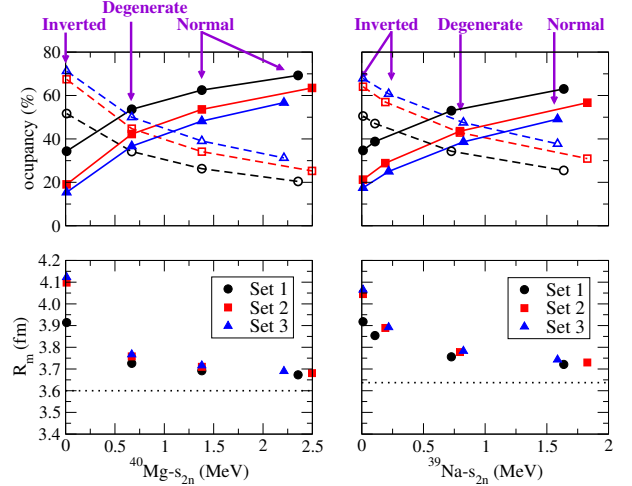 Degenerate
Inverted
Normal
Inverted
Degenerate
Normal
ocupancy (%)
80
60
40
20
0
R_m (fm)
4.2
4.1
4
3.9
3.8
3.7
3.6
3.5
3.4
Set 1
Set 2
Set 3
Set 1
Set 2
Set 3
0 0.5 1 1.5 2 2.5
0 0.5 1 1.5 2
⁴⁰Mg-s₂ₙ (MeV)
³⁹Na-s₂ₙ (MeV)